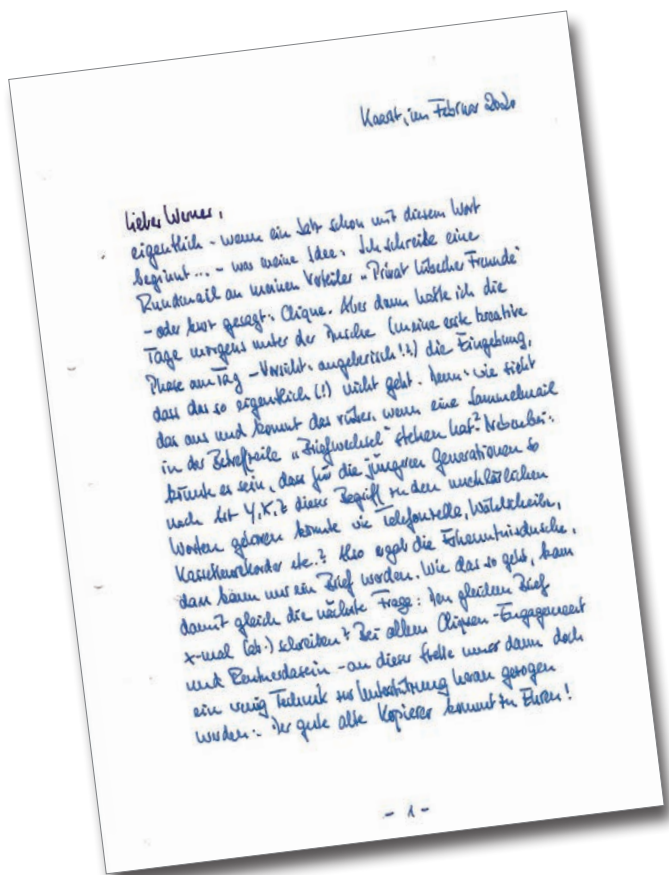 Kaarst, im Februar 2020
Lieber Werner,
eigentlich - wenn ein Satz schon mit diesem Wort
beginnt... - war meine Idee: Ich schreibe eine
Rundmail an meinen Verteiler „Privat Lübecher Freunde"
- oder kurz gesagt: Clique. Aber dann hatte ich die
Tage morgens unter der Dusche (meine erste kreative
Phase am Tag - Vorsicht: angeberisch!?) die Eingebung,
dass das so eigentlich (!) nicht geht. Denn: wie sieht
das aus und kommt das rüber, wenn eine Sammelmail
in der Betreffzeile „Briefwechsel" stehen hat? Nebenbei:
könnte es sein, dass für die jüngeren Generationen so
nach Art Y, X, Z dieser Begriff zu den unerklärlichen
Worten gehören könnte wie Telefonzelle, Wählscheibe,
Kassettenrekorder etc.? Also ergab die Erkenntnisdusche,
dass kann nur ein Brief werden. Wie das so geht, kam
damit gleich die nächste Frage: den gleichen Brief
x-mal (ab-) schreiben? Bei allem Cliquen-Engagement
und Rentnerdasein - an dieser Stelle muss dann doch
ein wenig Technik zur Unterstützung heran gezogen
werden: Der gute alte Kopierer kommt zu Ehren!
- 1 -